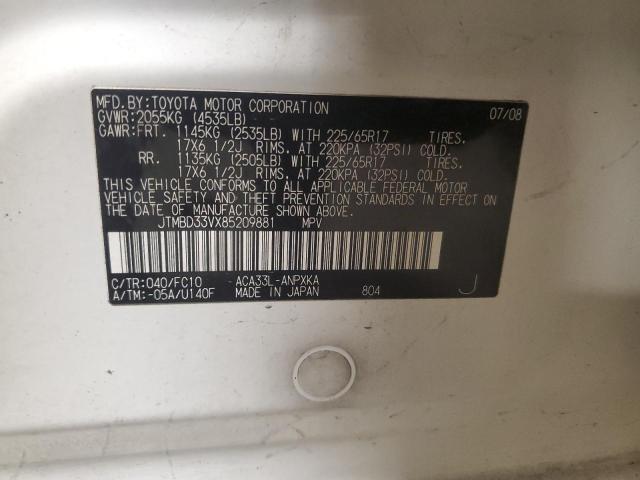 MFD.BY:TOYOTA MOTOR CORPORATION 07/08
GVWR:2055KG (4535LB)
GAWR:FRT. 1145KG (2535LB) WITH 225/65R17 TIRES.
17X6 1/2J RIMS. AT 220KPA (32PSI) COLD.
RR. 1135KG (2505LB) WITH 225/65R17 TIRES.
17X6 1/2J RIMS. AT 220KPA (32PSI) COLD.
THIS VEHICLE CONFORMS TO ALL APPLICABLE FEDERAL MOTOR
VEHICLE SAFETY AND THEFT PREVENTION STANDARDS IN EFFECT ON
THE DATE OF MANUFACTURE SHOWN ABOVE.
JTMBD33VX85209881 MPV
C/TR:040/FC10 ACA33L-ANPXKA
A/TM:-05A/U140F MADE IN JAPAN 804 J